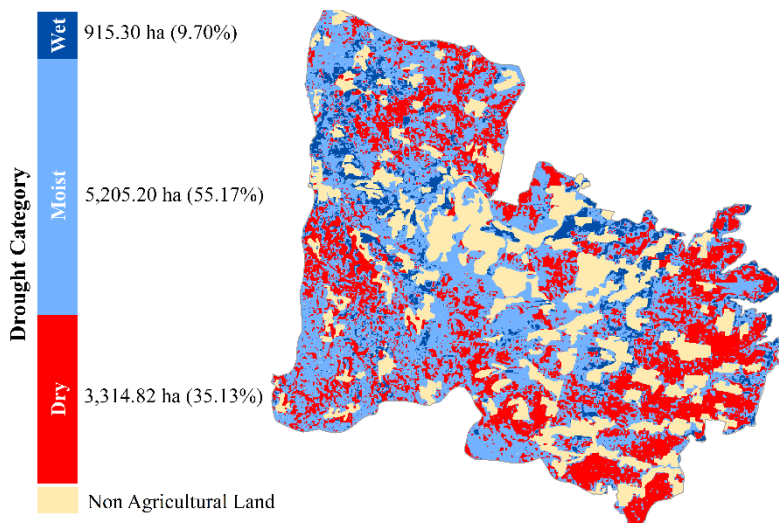 Drought Category
Wet
915.30 ha (9.70%)
Moist
5,205.20 ha (55.17%)
Dry
3,314.82 ha (35.13%)
Non Agricultural Land